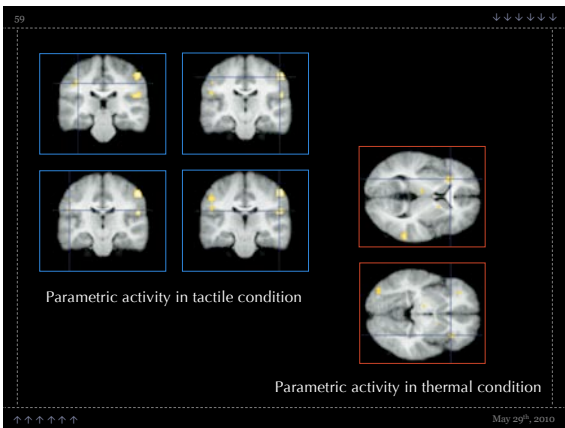 59
↓↓↓↓↓↓
Parametric activity in tactile condition
Parametric activity in thermal condition
↑↑↑↑↑↑
May 29th, 2010